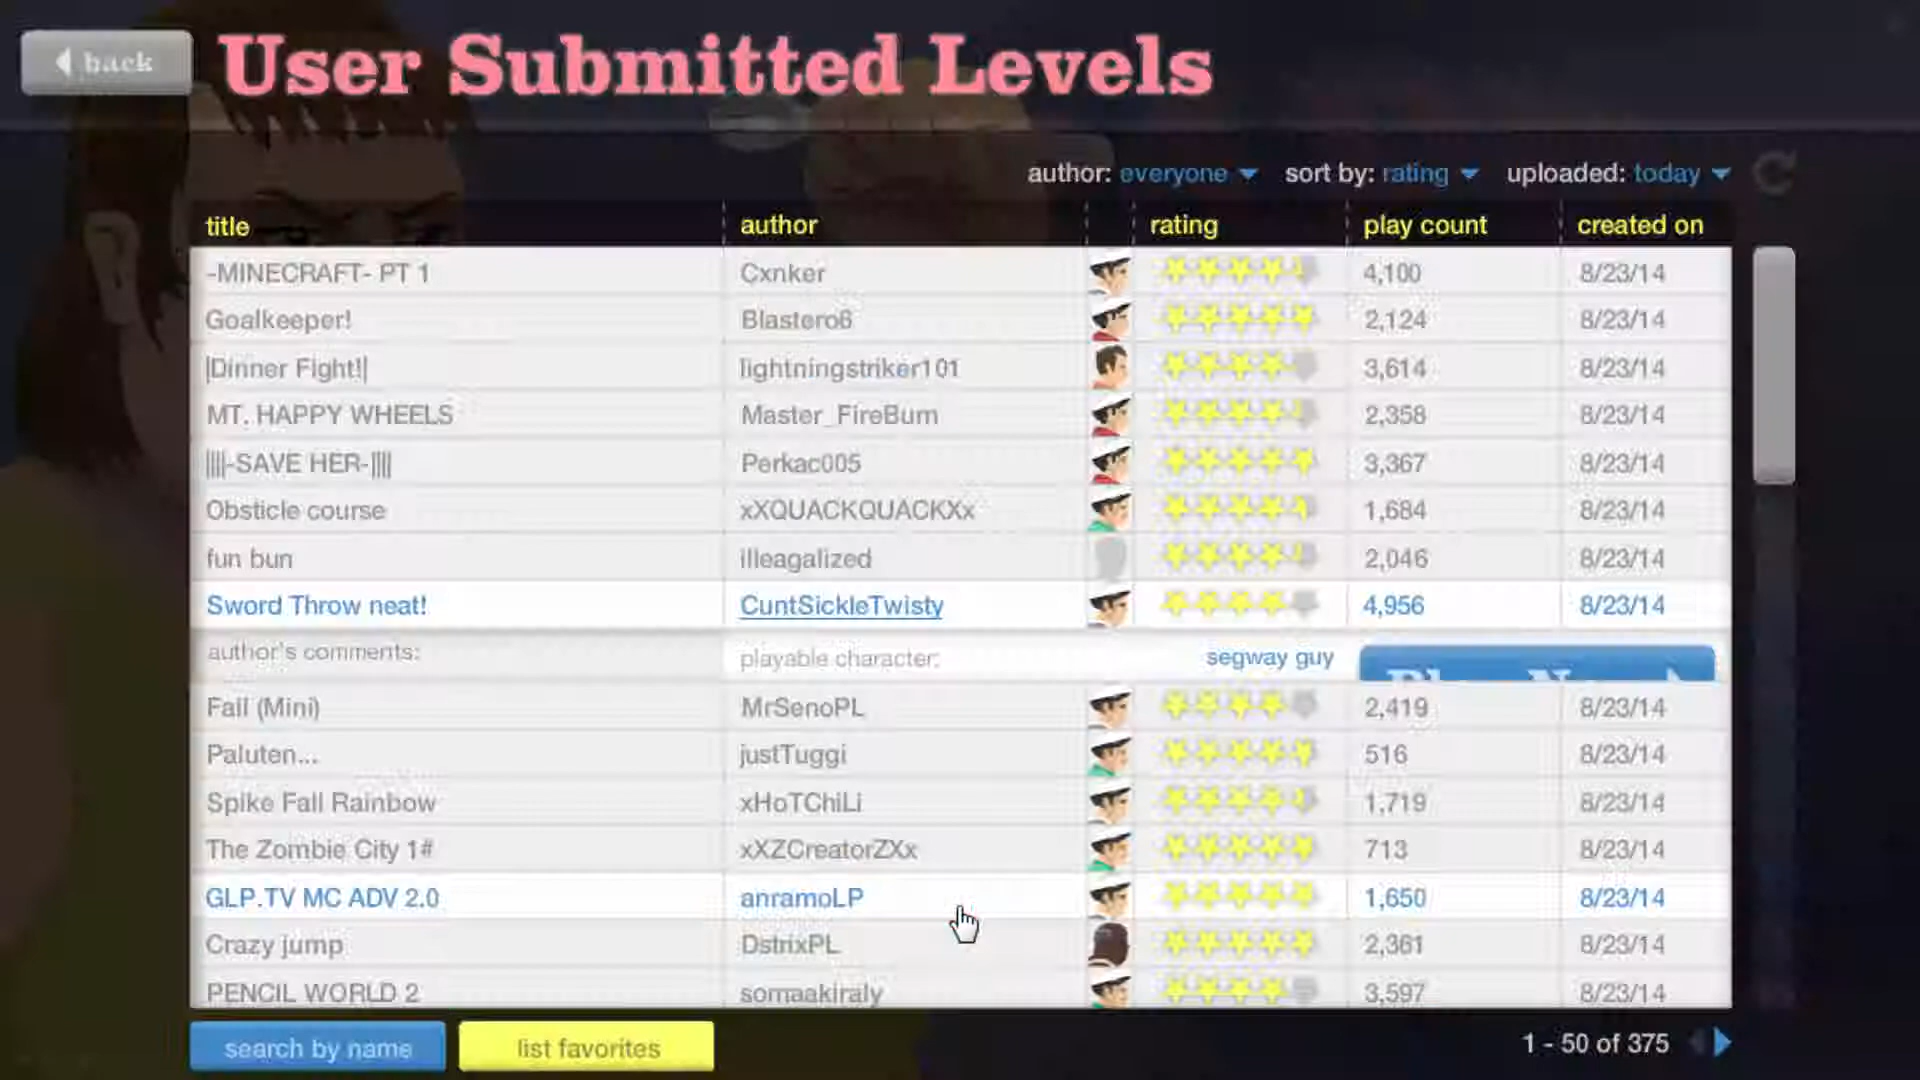 back
User Submitted Levels
author: everyone sort by: rating uploaded: today
title author rating play count created on
-MINECRAFT- PT 1 Cxnker 4,100 8/23/14
Goalkeeper! Blastero6 2,124 8/23/14
|Dinner Fight!| lightningstriker101 3,614 8/23/14
MT. HAPPY WHEELS Master_FireBum 2,358 8/23/14
||||-SAVE HER-|||| Perkac005 3,367 8/23/14
Obsticle course xXQUACKQUACKXx 1,684 8/23/14
fun bun illeagalized 2,046 8/23/14
Sword Throw neat! CuntSickleTwisty 4,956 8/23/14
author's comments: playable character: segway guy Play Now!
Fail (Mini) MrSenoPL 2,419 8/23/14
Paluten... justTuggi 516 8/23/14
Spike Fall Rainbow xHoTChiLi 1,719 8/23/14
The Zombie City 1# xXZCreatorZXx 713 8/23/14
GLP.TV MC ADV 2.0 anramoLP 1,650 8/23/14
Crazy jump DstrixPL 2,361 8/23/14
PENCIL WORLD 2 somaakiraly 3,597 8/23/14
search by name list favorites 1 - 50 of 375